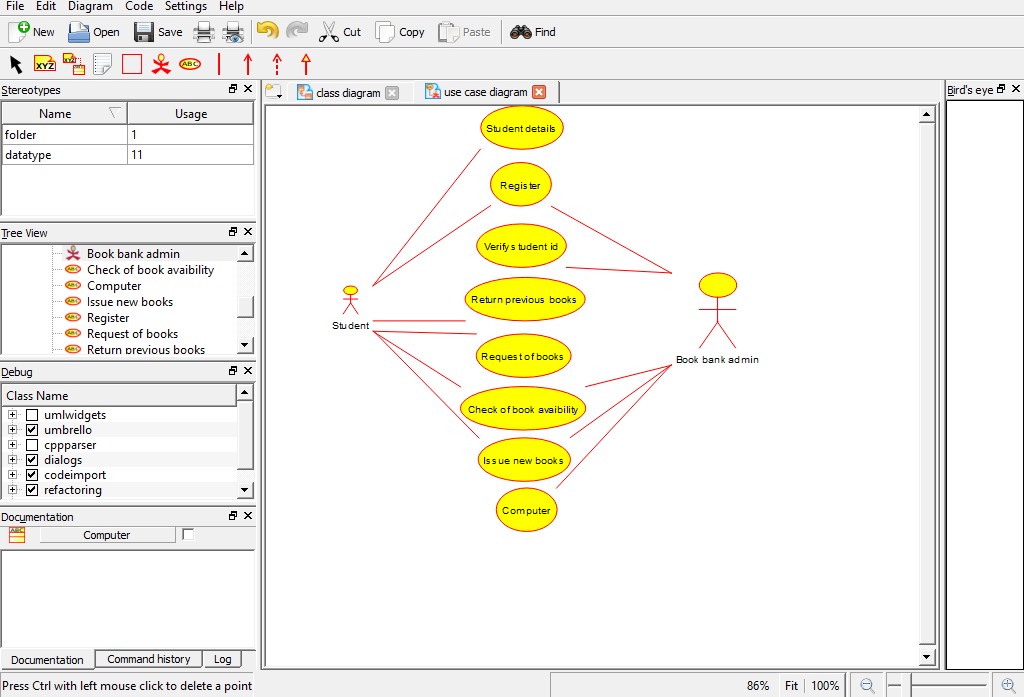 File Edit Diagram Code Settings Help
New Open Save Cut Copy Paste Find
XYZ XYZ ABC
Stereotypes
Name Usage
folder 1
datatype 11
Tree View
Book bank admin
Check of book avaibility
Computer
Issue new books
Register
Request of books
Return previous books
Debug
Class Name
umlwidgets
umbrello
cppparser
dialogs
codeimport
refactoring
Documentation
Computer
Documentation Command history Log
Press Ctrl with left mouse click to delete a point
class diagram use case diagram
Student details
Register
Verify student id
Return previous books
Student
Request of books
Book bank admin
Check of book avaibility
Issue new books
Computer
Bird's eye
86% Fit 100%